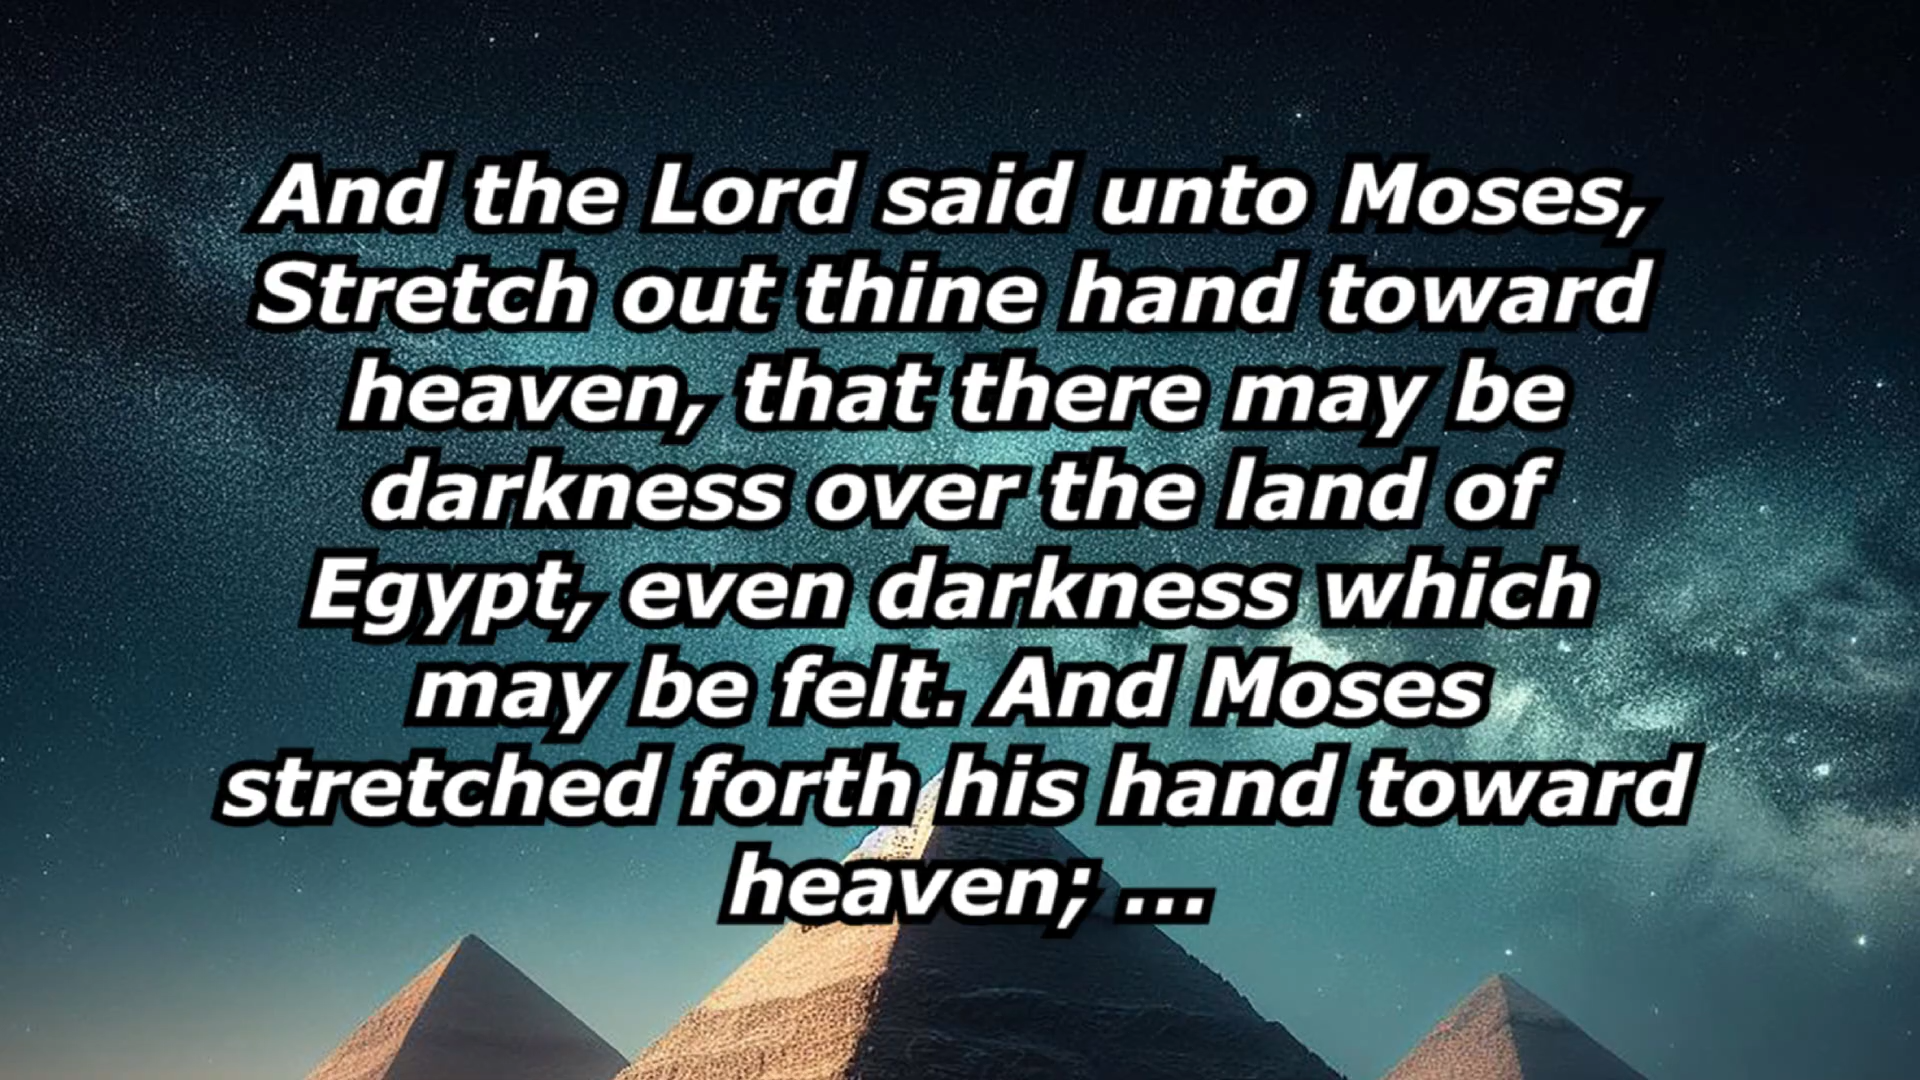 And the Lord said unto Moses,
Stretch out thine hand toward
heaven, that there may be
darkness over the land of
Egypt, even darkness which
may be felt. And Moses
stretched forth his hand toward
heaven; ...